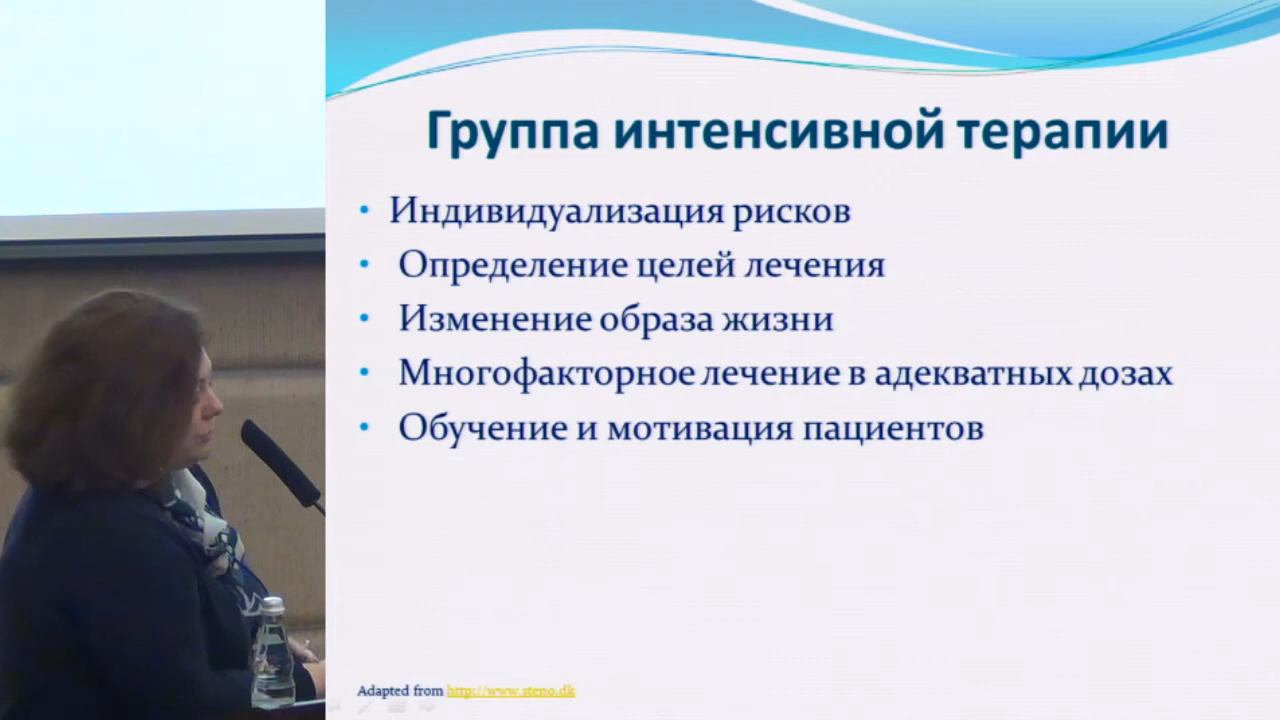 Группа интенсивной терапии
• Индивидуализация рисков
• Определение целей лечения
• Изменение образа жизни
• Многофакторное лечение в адекватных дозах
• Обучение и мотивация пациентов
Adapted from http://www.steno.dk